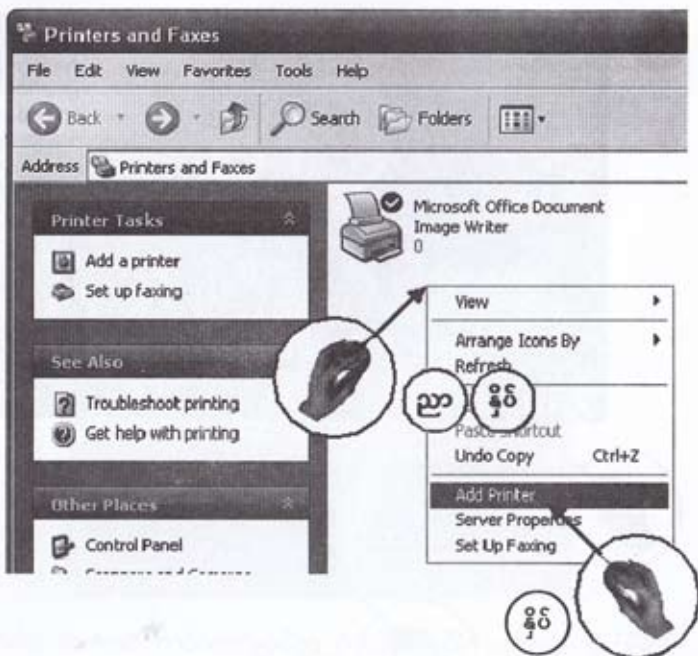 Printers and Faxes
File Edit View Favorites Tools Help
Back Search Folders
Address Printers and Faxes
Printer Tasks
Add a printer
Set up faxing
See Also
Troubleshoot printing
Get help with printing
Other Places
Control Panel
Microsoft Office Document
Image Writer
0
View
Arrange Icons By
Refresh
ညာ နှိပ်
Paste Shortcut
Undo Copy Ctrl+Z
Add Printer
Server Properties
Set Up Faxing
နှိပ်